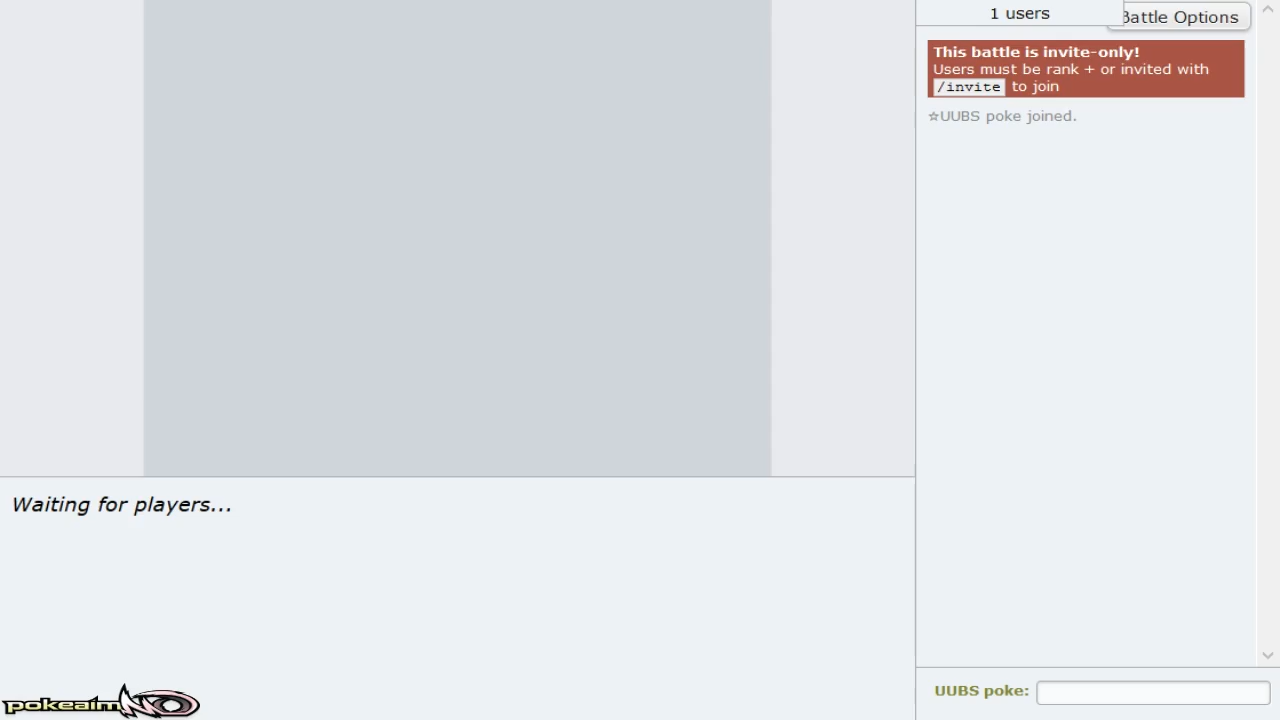 1 users
Battle Options
This battle is invite-only!
Users must be rank + or invited with
/invite to join
☆UUBS poke joined.
Waiting for players...
UUBS poke:
pokeaimMD